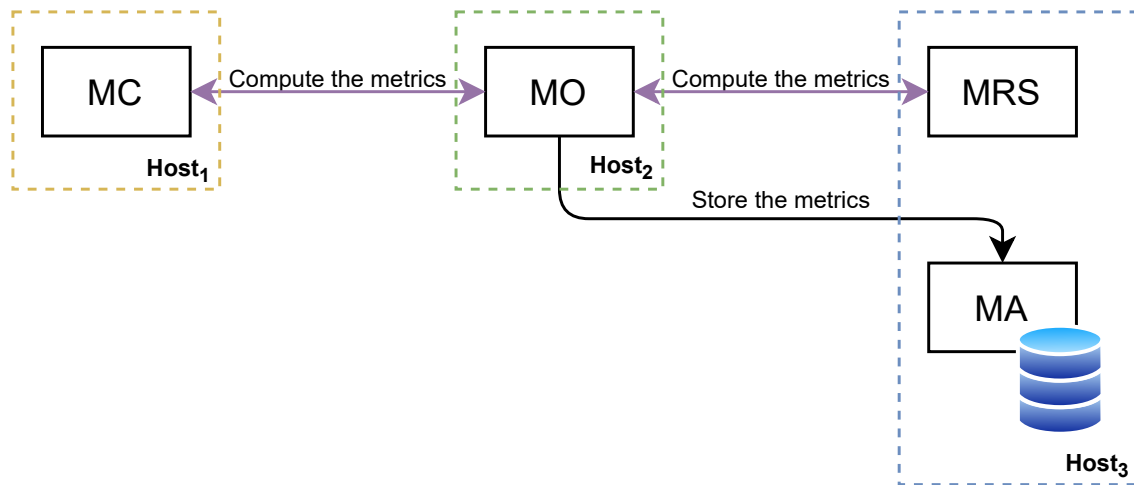 MC
Compute the metrics
MO
Compute the metrics
MRS
Host1
Host2
Store the metrics
MA
Host3